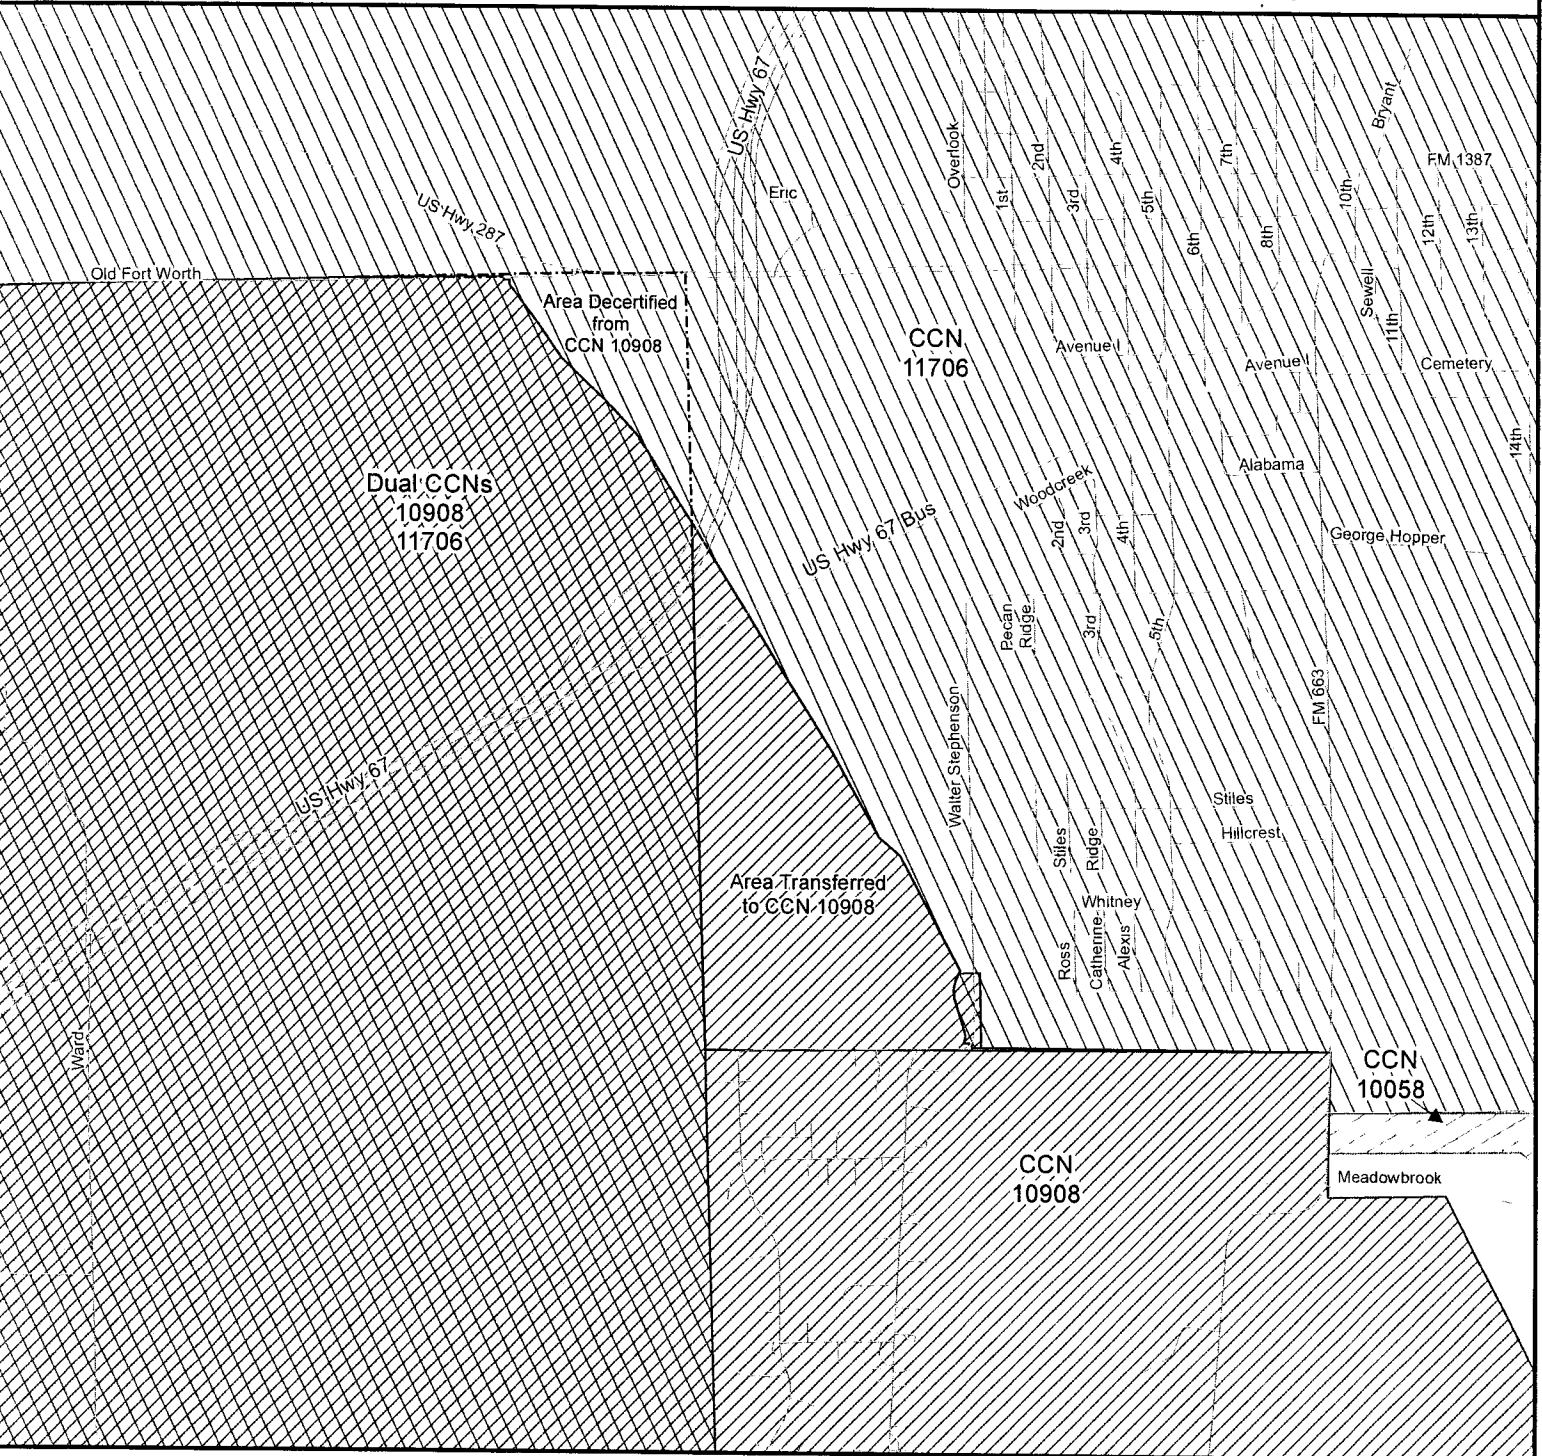 US Hwy 67
Bryant
Overlook
2nd
4th
7th
FM 1387
Eric
1st
3rd
5th
10th
US Hwy 287
6th
8th
12th
13th
Old Fort Worth
Area Decertified
from
CCN 10908
Sewell
11th
CCN
11706
Avenue I
Avenue I
Cemetery
14th
Alabama
Dual CCNs
10908
11706
Woodcreek
US Hwy 67 Bus
2nd
3rd
4th
George Hopper
Pecan
Ridge
3rd
5th
FM 663
Walter Stephenson
US Hwy 67
Stiles
Hillcrest
Stiles
Ridge
Area Transferred
to CCN 10908
Whitney
Ross
Catherine
Alexis
Ward
CCN
10058
CCN
10908
Meadowbrook